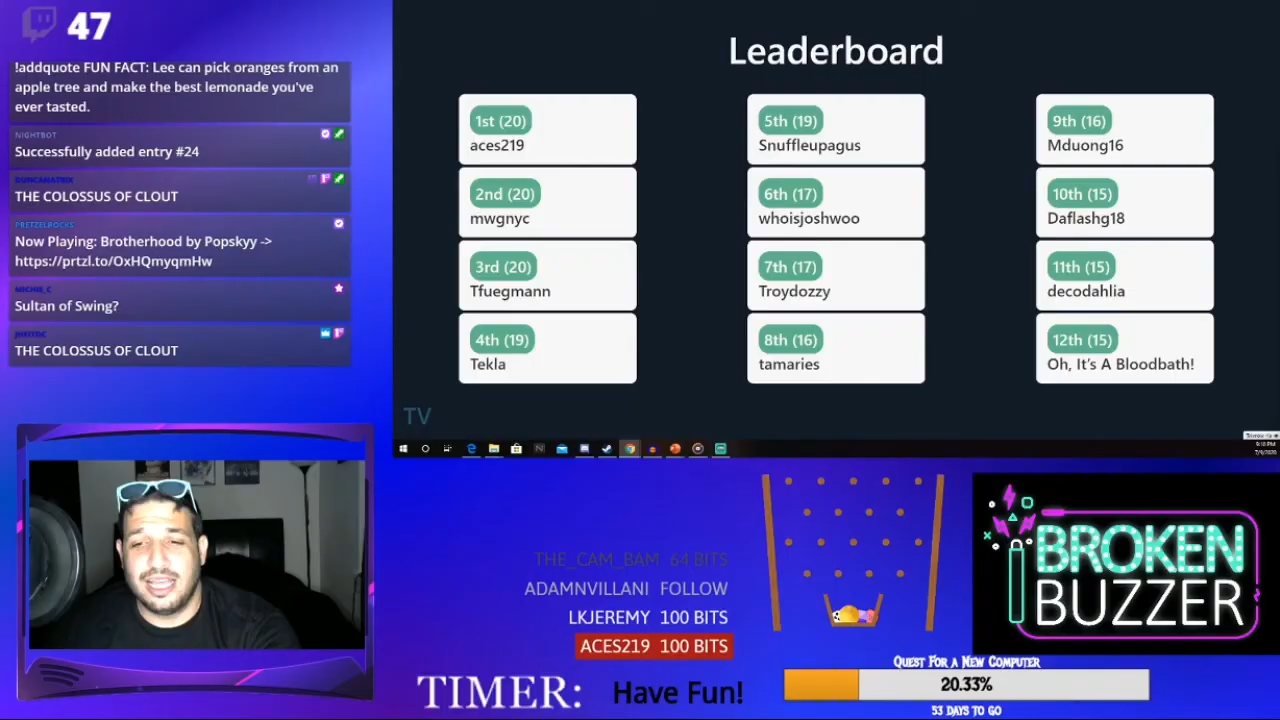 47
!addquote FUN FACT: Lee can pick oranges from an
apple tree and make the best lemonade you've
ever tasted.
NIGHTBOT
Successfully added entry #24
THE COLOSSUS OF CLOUT
PRETZELROCKS
Now Playing: Brotherhood by Popskyy ->
https://prtzl.to/OxHQmyqmHw
Sultan of Swing?
THE COLOSSUS OF CLOUT
Leaderboard
1st (20)
aces219
2nd (20)
mwgnyc
3rd (20)
Tfuegmann
4th (19)
Tekla
5th (19)
Snuffleupagus
6th (17)
whoisjoshwoo
7th (17)
Troydozzy
8th (16)
tamaries
9th (16)
Mduong16
10th (15)
Daflashg18
11th (15)
decodahlia
12th (15)
Oh, It's A Bloodbath!
TV
THE_CAM_BAM 64 BITS
ADAMNVILLANI FOLLOW
LKJEREMY 100 BITS
ACES219 100 BITS
TIMER: Have Fun!
BROKEN
BUZZER
Quest For a New Computer
20.33%
53 DAYS TO GO